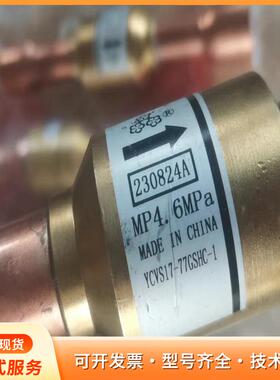 230824A
MP4.6MPa
MADE IN CHINA
YCVS17-77GSHC-1
现货
式服务
可开发票·型号齐全·技术